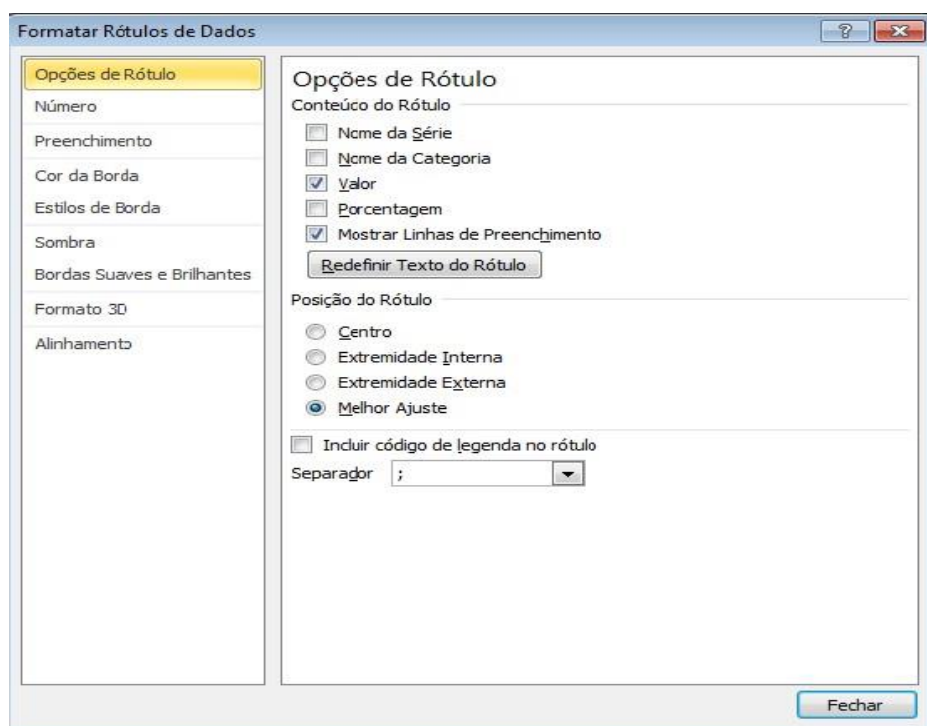 Formatar Rótulos de Dados
Opções de Rótulo
Número
Preenchimento
Cor da Borda
Estilos de Borda
Sombra
Bordas Suaves e Brilhantes
Formato 3D
Alinhamento
Opções de Rótulo
Conteúco do Rótulo
Nome da Série
Nome da Categoria
Valor
Porcentagem
Mostrar Linhas de Preenchimento
Redefinir Texto do Rótulo
Posição do Rótulo
Centro
Extremidade Interna
Extremidade Externa
Melhor Ajuste
Incluir código de legenda no rótulo
Separador ;
Fechar